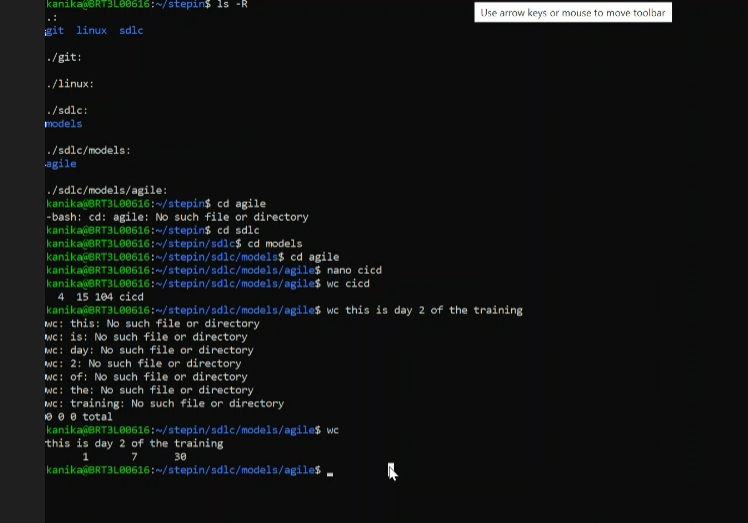 kanika@BRT3L00616:~/stepin$ ls -R
Use arrow keys or mouse to move toolbar
.:
git linux sdlc
./git:
./linux:
./sdlc:
models
./sdlc/models:
agile
./sdlc/models/agile:
kanika@BRT3L00616:~/stepin$ cd agile
-bash: cd: agile: No such file or directory
kanika@BRT3L00616:~/stepin$ cd sdlc
kanika@BRT3L00616:~/stepin/sdlc$ cd models
kanika@BRT3L00616:~/stepin/sdlc/models$ cd agile
kanika@BRT3L00616:~/stepin/sdlc/models/agile$ nano cicd
kanika@BRT3L00616:~/stepin/sdlc/models/agile$ wc cicd
4 15 104 cicd
kanika@BRT3L00616:~/stepin/sdlc/models/agile$ wc this is day 2 of the training
wc: this: No such file or directory
wc: is: No such file or directory
wc: day: No such file or directory
wc: 2: No such file or directory
wc: of: No such file or directory
wc: the: No such file or directory
wc: training: No such file or directory
0 0 0 total
kanika@BRT3L00616:~/stepin/sdlc/models/agile$ wc
this is day 2 of the training
1 7 30
kanika@BRT3L00616:~/stepin/sdlc/models/agile$ _